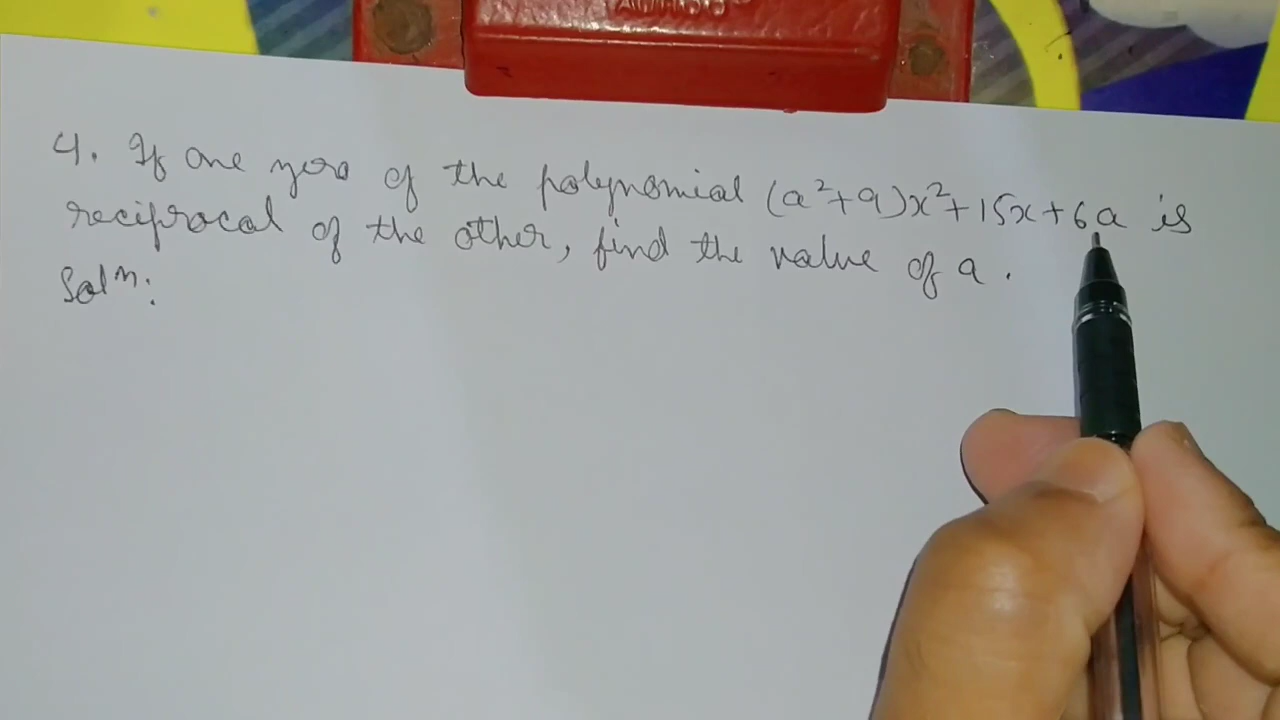 4. If one zero of the polynomial (a²+9)x²+15x+6a is
reciprocal of the other, find the value of a.
Solⁿ: